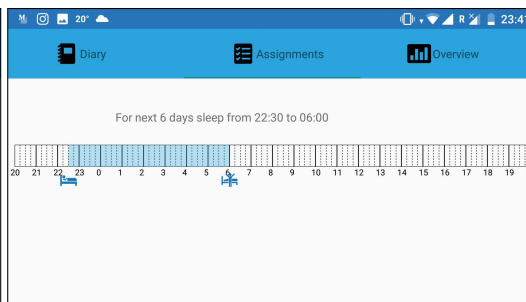 20° R 23:41
Diary Assignments Overview
For next 6 days sleep from 22:30 to 06:00
20 21 22 23 0 1 2 3 4 5 6 7 8 9 10 11 12 13 14 15 16 17 18 19